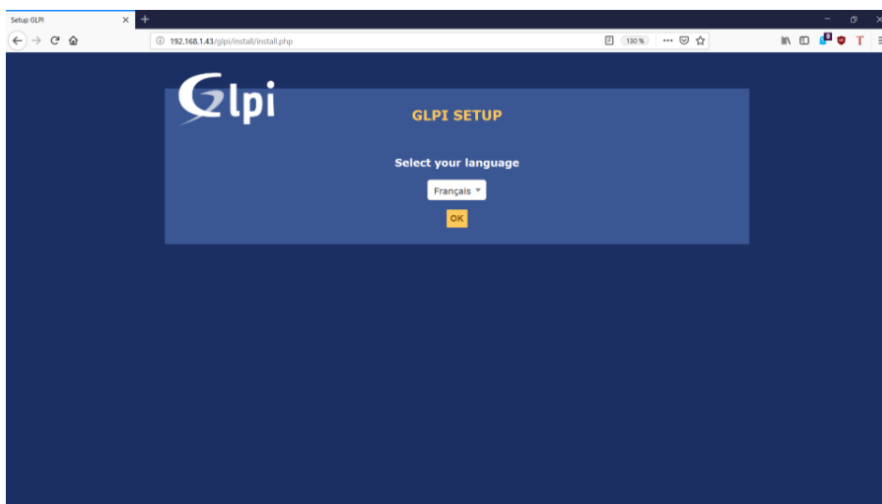 Setup GLPI
192.168.1.43/glpi/install/install.php
130 %
Glpi
GLPI SETUP
Select your language
Français
OK